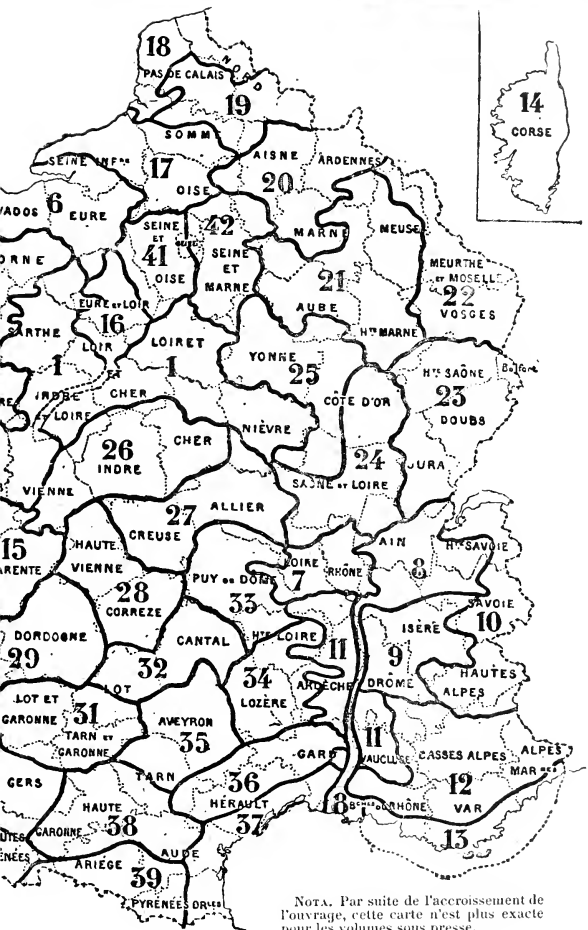 18
PAS DE CALAIS
NORD
19
14
CORSE
SOMME
SEINE INFRE
17
AISNE
ARDENNES
20
OISE
VADOS
6
EURE
SEINE
ET
41
OISE
SEINE
42
SEINE
ET
MARNE
MARNE
MEUSE
MEURTHE
ET MOSELLE
22
VOSGES
ORNE
EURE ET LOIR
16
21
AUBE
HTE MARNE
SARTHE
1
LOIR
ET
CHER
LOIRET
1
YONNE
25
CÔTE D'OR
HTE SAÔNE
Belfort
23
DOUBS
INDRE
ET LOIRE
NIÈVRE
CHER
26
INDRE
24
SAÔNE ET LOIRE
JURA
VIENNE
27
ALLIER
CREUSE
15
ARENTE
HAUTE
VIENNE
LOIRE
7
RHÔNE
AIN
8
HTE SAVOIE
PUY DE DÔME
33
28
CORRÈZE
SAVOIE
10
DORDOGNE
29
CANTAL
HTE LOIRE
11
ISÈRE
9
DRÔME
HAUTES
ALPES
32
LOT
34
LOZÈRE
ARDÈCHE
LOT ET
GARONNE
31
TARN ET
GARONNE
AVEYRON
35
GARD
11
VAUCLUSE
BASSES ALPES
ALPES
MARMES
GERS
TARN
36
HÉRAULT
37
18
BCHES DU RHÔNE
12
VAR
13
HAUTE
GARONNE
38
UTES
ÉNÉES
ARIÈGE
AUDE
39
PYRÉNÉES ORLES
NOTA. Par suite de l'accroissement de
l'ouvrage, cette carte n'est plus exacte
pour les volumes sous presse.